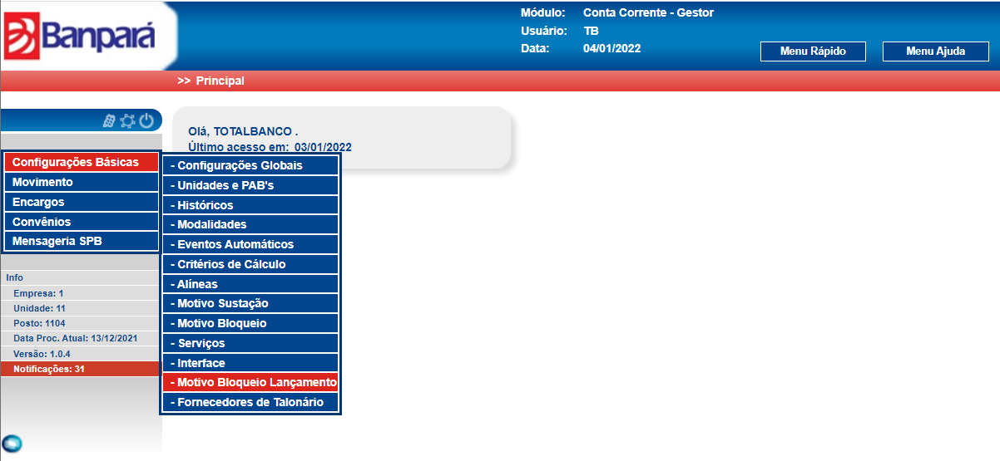 Banpará
Módulo: Conta Corrente - Gestor
Usuário: TB
Data: 04/01/2022
Menu Rápido
Menu Ajuda
>> Principal
Olá, TOTALBANCO .
Último acesso em: 03/01/2022
Configurações Básicas
Movimento
Encargos
Convênios
Mensageria SPB
- Configurações Globais
- Unidades e PAB's
- Históricos
- Modalidades
- Eventos Automáticos
- Critérios de Cálculo
- Alíneas
- Motivo Sustação
- Motivo Bloqueio
- Serviços
- Interface
- Motivo Bloqueio Lançamento
- Fornecedores de Talonário
Info
Empresa: 1
Unidade: 11
Posto: 1104
Data Proc. Atual: 13/12/2021
Versão: 1.0.4
Notificações: 31